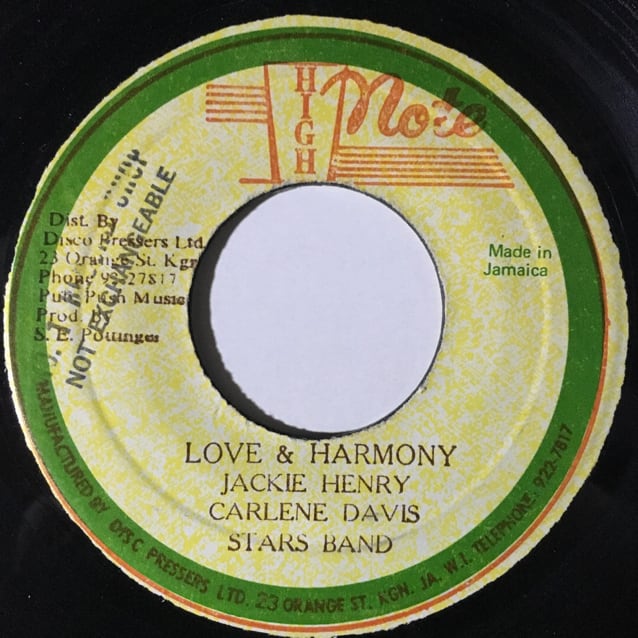 HIGH Note
Dist. By
Disco Pressers Ltd.
23 Orange St. Kgn
Phone 92-27817
Pub. Push Music
Prod. By
S. E. Pottinger
NOT EXCHANGEABLE
Made in
Jamaica
LOVE & HARMONY
JACKIE HENRY
CARLENE DAVIS
STARS BAND
MANUFACTURED BY DISC PRESSERS LTD. 23 ORANGE ST. KGN. JA. W.I. TELEPHONE: 922-7817